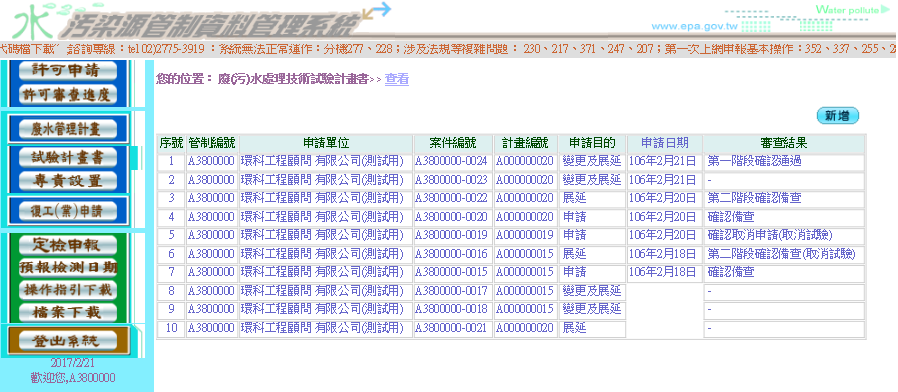 水污染源管制資料管理系統
Water pollute
www.epa.gov.tw
代碼檔下載" 諮詢專線：tel 02)2775-3919 ： 系統無法正常運作：分機277、228；涉及法規等複雜問題： 230、217、371、247、207；第一次上網申報基本操作：352、337、255、2
許可申請
許可審查進度
廢水管理計畫
試驗計畫書
專責設置
復工(業)申請
定檢申報
預報檢測日期
操作指引下載
檔案下載
登出系統
2017/2/21
歡迎您,A3800000
您的位置： 廢(污)水處理技術試驗計畫書>> 查看
新增
序號 管制編號 申請單位 案件編號 計畫編號 申請目的 申請日期 審查結果
1 A3800000 環科工程顧問 有限公司(測試用) A3800000-0024 A000000020 變更及展延 106年2月21日 第一階段確認通過
2 A3800000 環科工程顧問 有限公司(測試用) A3800000-0023 A000000020 變更及展延 106年2月21日 -
3 A3800000 環科工程顧問 有限公司(測試用) A3800000-0022 A000000020 展延 106年2月20日 第二階段確認備查
4 A3800000 環科工程顧問 有限公司(測試用) A3800000-0020 A000000020 申請 106年2月20日 確認備查
5 A3800000 環科工程顧問 有限公司(測試用) A3800000-0019 A000000019 申請 106年2月20日 確認取消申請(取消試驗)
6 A3800000 環科工程顧問 有限公司(測試用) A3800000-0016 A000000015 展延 106年2月18日 第二階段確認備查(取消試驗)
7 A3800000 環科工程顧問 有限公司(測試用) A3800000-0015 A000000015 申請 106年2月18日 確認備查
8 A3800000 環科工程顧問 有限公司(測試用) A3800000-0017 A000000015 變更及展延 -
9 A3800000 環科工程顧問 有限公司(測試用) A3800000-0018 A000000015 變更及展延 -
10 A3800000 環科工程顧問 有限公司(測試用) A3800000-0021 A000000020 展延 -